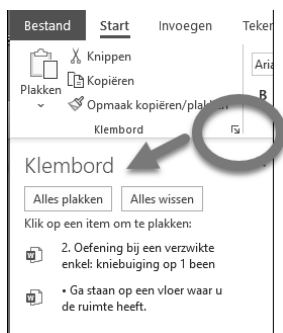 Bestand Start Invoegen Teker
Knippen
Kopiëren
Plakken
Opmaak kopiëren/plakken
Aria
B
Klembord
Klembord
Alles plakken Alles wissen
Klik op een item om te plakken:
2. Oefening bij een verzwikte
enkel: kniebuiging op 1 been
• Ga staan op een vloer waar u
de ruimte heeft.